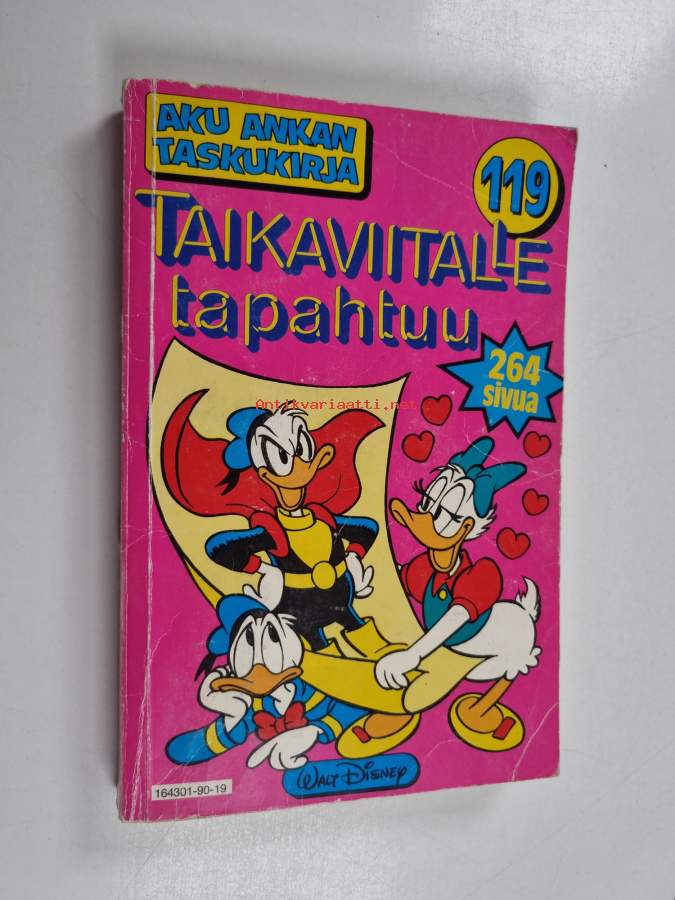 AKU ANKAN
TASKUKIRJA
119
TAIKAVIITALLE
tapahtuu
264
sivua
Antikvariaatti.net
WALT DISNEY
164301-90-19